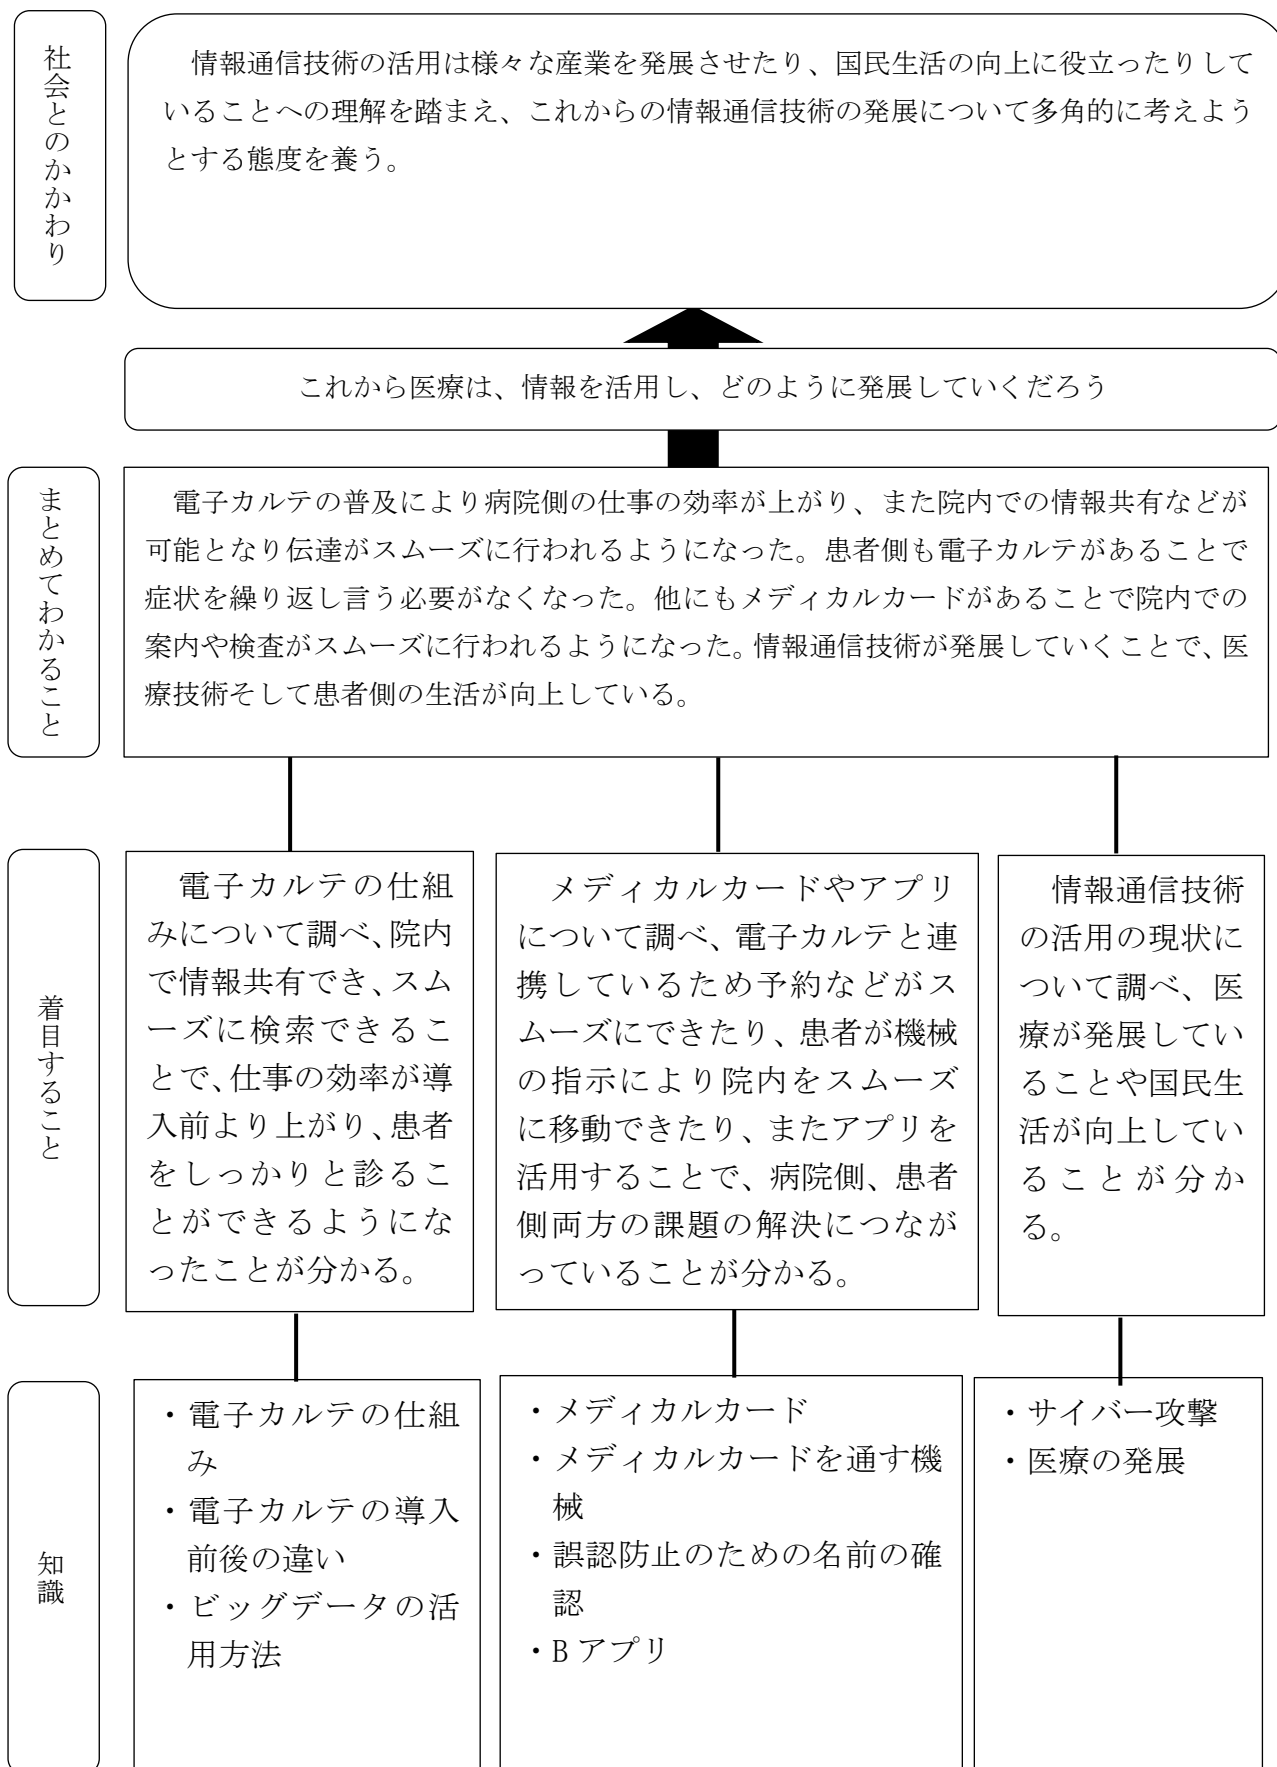 社会とのかかわり
　情報通信技術の活用は様々な産業を発展させたり、国民生活の向上に役立ったりして
いることへの理解を踏まえ、これからの情報通信技術の発展について多角的に考えよう
とする態度を養う。
これから医療は、情報を活用し、どのように発展していくだろう
まとめてわかること
　電子カルテの普及により病院側の仕事の効率が上がり、また院内での情報共有などが
可能となり伝達がスムーズに行われるようになった。患者側も電子カルテがあることで
症状を繰り返し言う必要がなくなった。他にもメディカルカードがあることで院内での
案内や検査がスムーズに行われるようになった。情報通信技術が発展していくことで、医
療技術そして患者側の生活が向上している。
着目すること
　電子カルテの仕組
みについて調べ、院内
で情報共有でき、スム
ーズに検索できるこ
とで、仕事の効率が導
入前より上がり、患者
をしっかりと診るこ
とができるようにな
ったことが分かる。
　メディカルカードやアプリ
について調べ、電子カルテと連
携しているため予約などがス
ムーズにできたり、患者が機械
の指示により院内をスムーズ
に移動できたり、またアプリを
活用することで、病院側、患者
側両方の課題の解決につなが
っていることが分かる。
　情報通信技術
の活用の現状に
ついて調べ、医
療が発展してい
ることや国民生
活が向上してい
ることが分か
る。
知識
・電子カルテの仕組
み
・電子カルテの導入
前後の違い
・ビッグデータの活
用方法
・メディカルカード
・メディカルカードを通す機
械
・誤認防止のための名前の確
認
・B アプリ
・サイバー攻撃
・医療の発展